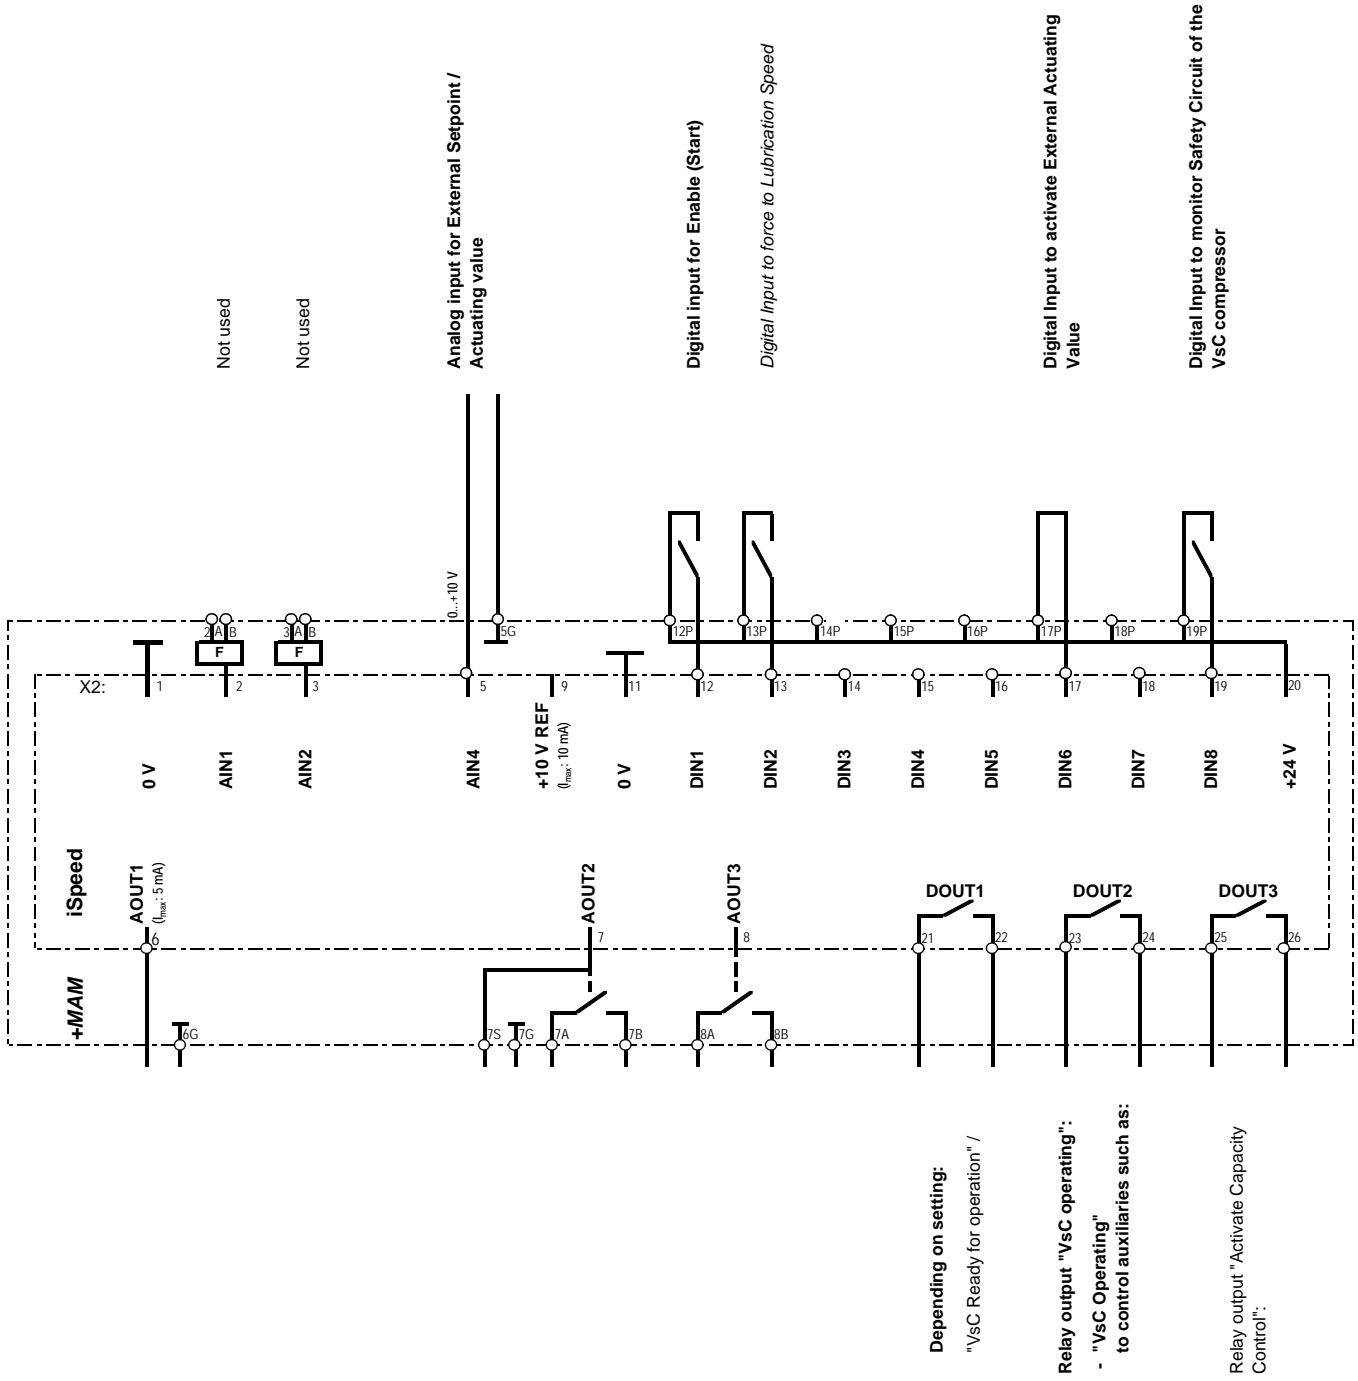 Not used
Not used
Analog input for External Setpoint /
Actuating value
Digital input for Enable (Start)
Digital Input to force to Lubrication Speed
Digital Input to activate External Actuating
Value
Digital Input to monitor Safety Circuit of the
VsC compressor
0...+10 V
2 A B
3 A B
5G
12P
13P
14P
15P
16P
17P
18P
19P
F
F
X2:
1
2
3
5
9
11
12
13
14
15
16
17
18
19
20
0 V
AIN1
AIN2
AIN4
+10 V REF
(Imax: 10 mA)
0 V
DIN1
DIN2
DIN3
DIN4
DIN5
DIN6
DIN7
DIN8
+24 V
iSpeed
AOUT1
(Imax: 5 mA)
AOUT2
AOUT3
DOUT1
DOUT2
DOUT3
6
7
8
21
22
23
24
25
26
+MAM
6G
7S
7G
7A
7B
8A
8B
Depending on setting:
"VsC Ready for operation" /
Relay output "VsC operating":
- "VsC Operating"
to control auxiliaries such as:
Relay output "Activate Capacity
Control":